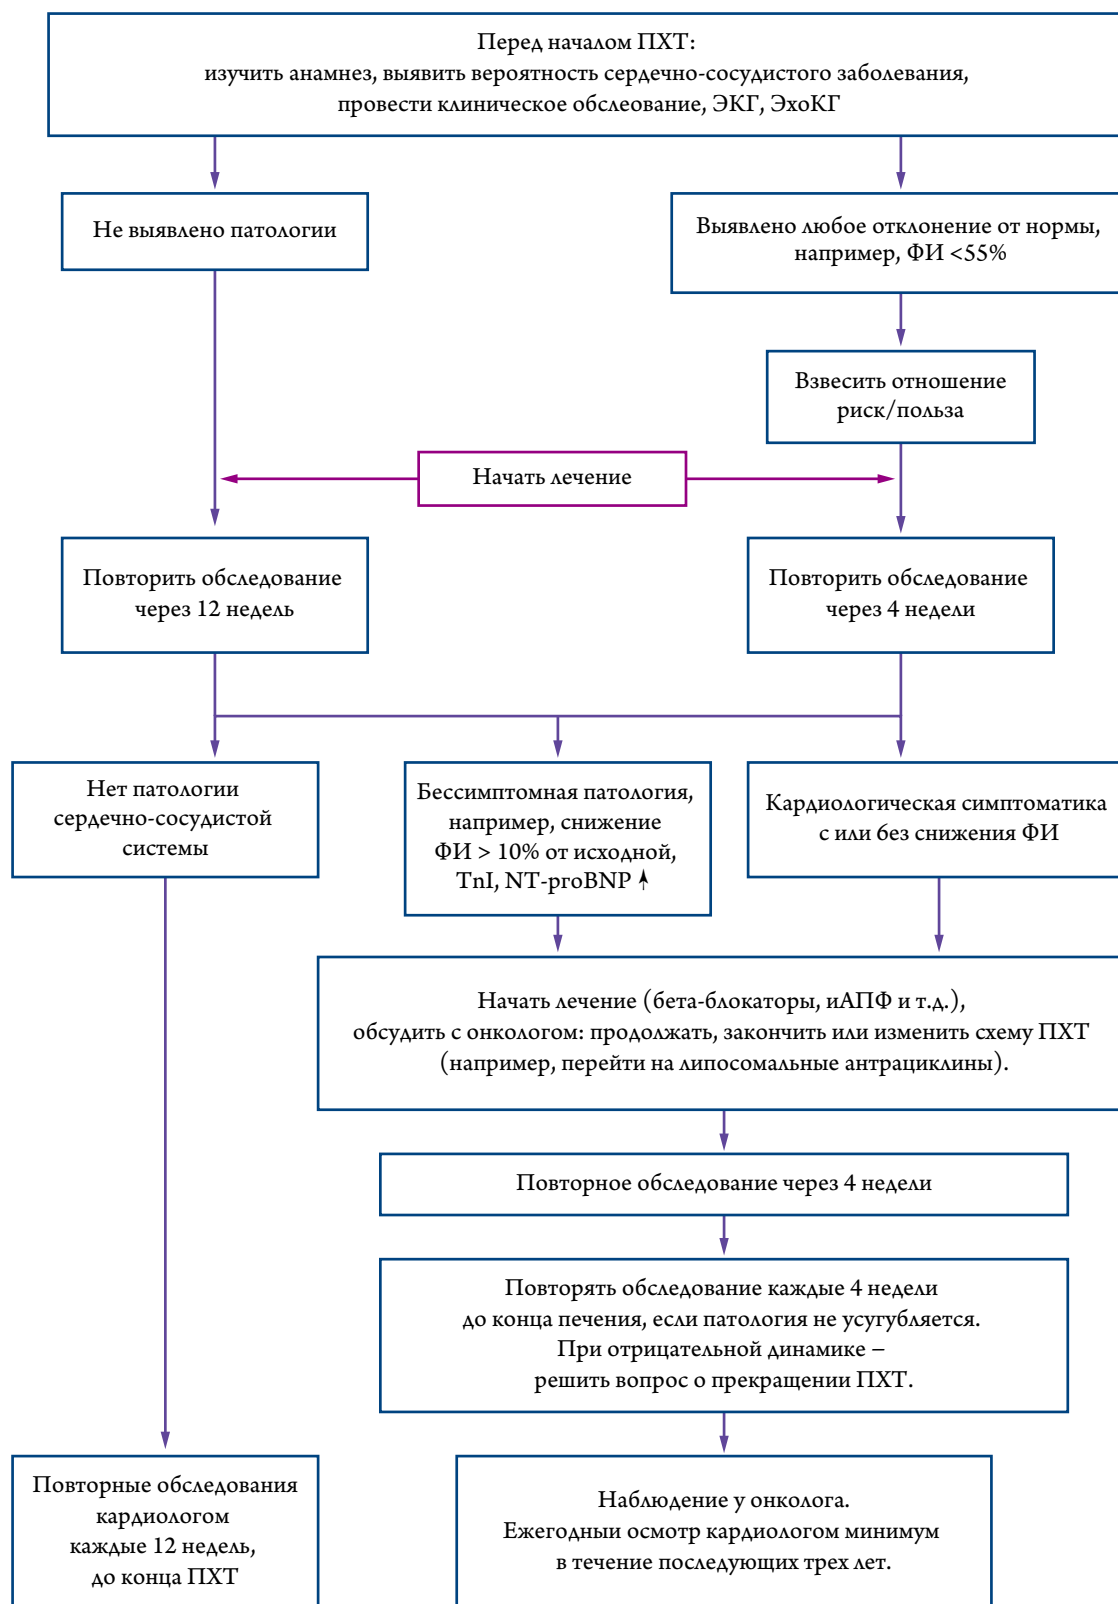 Перед началом ПХТ:
изучить анамнез, выявить вероятность сердечно-сосудистого заболевания,
провести клиническое обслеование, ЭКГ, ЭхоКГ
Не выявлено патологии
Выявлено любое отклонение от нормы,
например, ФИ <55%
Взвесить отношение
риск/польза
Начать лечение
Повторить обследование
через 12 недель
Повторить обследование
через 4 недели
Нет патологии
сердечно-сосудистой
системы
Бессимптомная патология,
например, снижение
ФИ > 10% от исходной,
TnI, NT-proBNP ↑
Кардиологическая симптоматика
с или без снижения ФИ
Начать лечение (бета-блокаторы, иАПФ и т.д.),
обсудить с онкологом: продолжать, закончить или изменить схему ПХТ
(например, перейти на липосомальные антрациклины).
Повторное обследование через 4 недели
Повторять обследование каждые 4 недели
до конца печения, если патология не усугубляется.
При отрицательной динамике –
решить вопрос о прекращении ПХТ.
Повторные обследования
кардиологом
каждые 12 недель,
до конца ПХТ
Наблюдение у онколога.
Ежегодныи осмотр кардиологом минимум
в течение последующих трех лет.